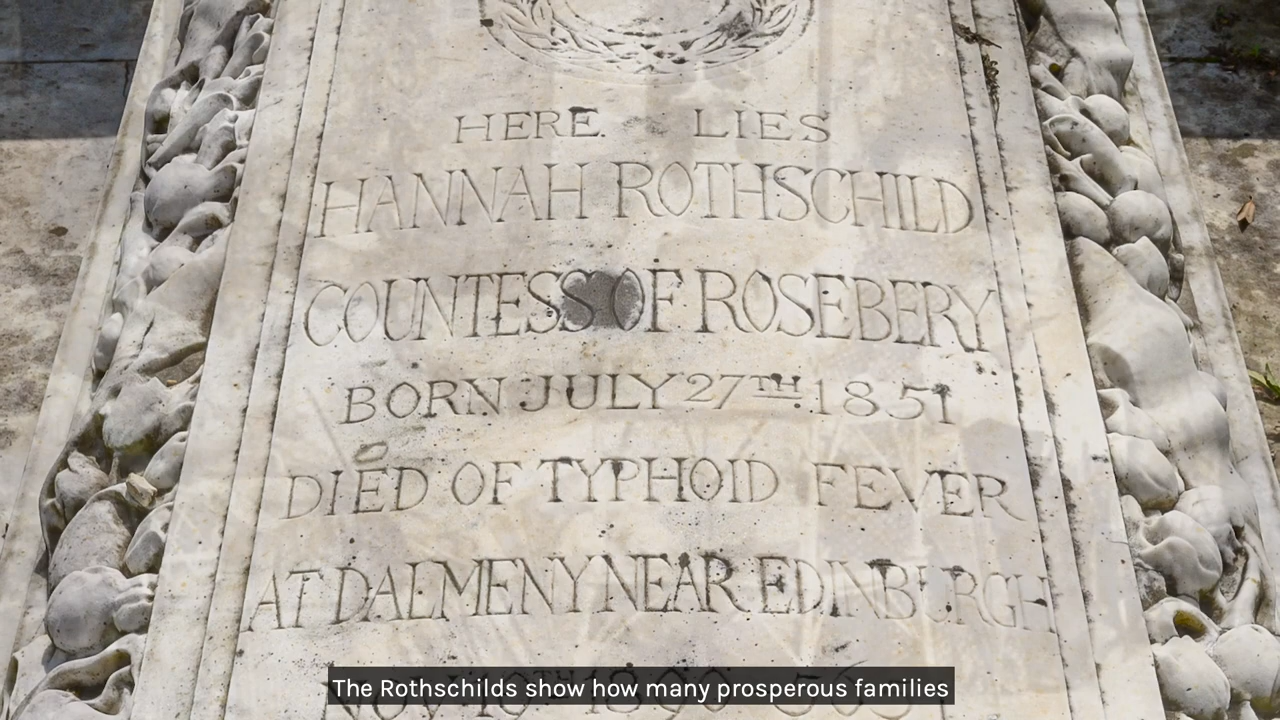 HERE LIES
HANNAH ROTHSCHILD
COUNTESS OF ROSEBERY
BORN JULY 27TH 1851
DIED OF TYPHOID FEVER
AT DALMENY NEAR EDINBURGH
The Rothschilds show how many prosperous families